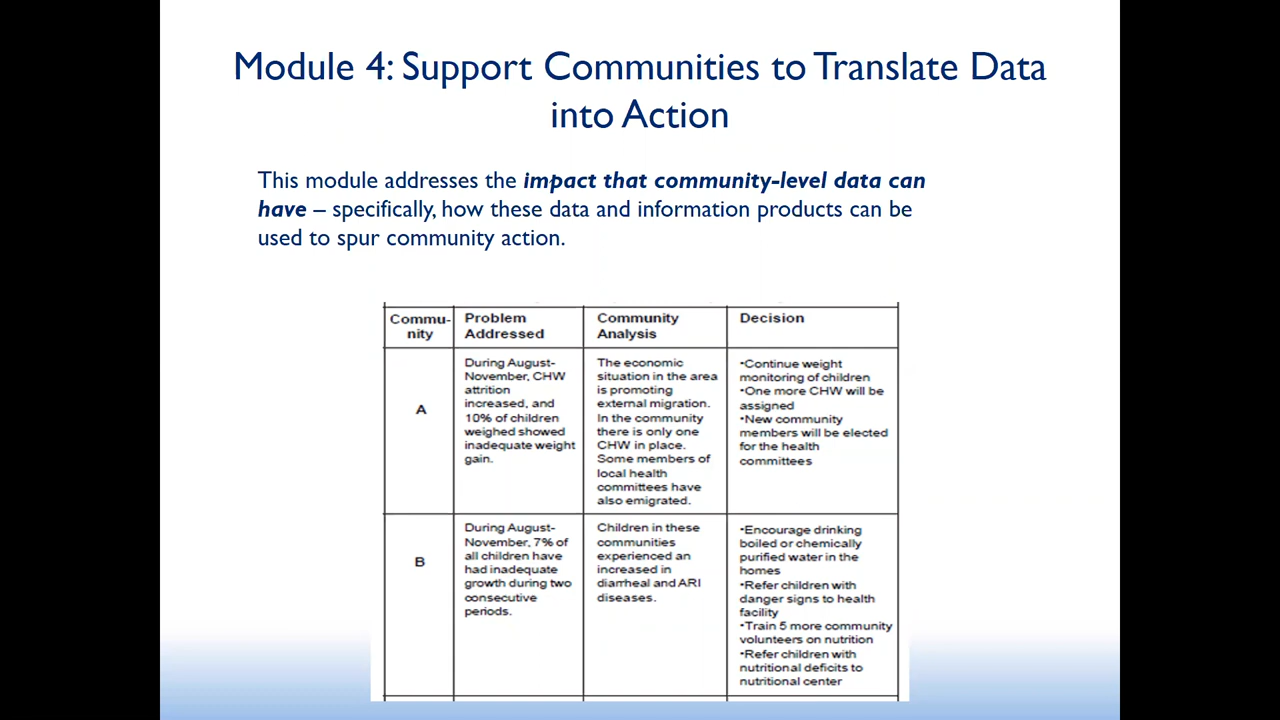 Module 4: Support Communities to Translate Data
into Action
This module addresses the impact that community-level data can
have – specifically, how these data and information products can be
used to spur community action.
Commu-
nity
Problem
Addressed
Community
Analysis
Decision
A
During August-
November, CHW
attrition
increased, and
10% of children
weighed showed
inadequate weight
gain.
The economic
situation in the area
is promoting
external migration.
In the community
there is only one
CHW in place.
Some members of
local health
committees have
also emigrated.
•Continue weight
monitoring of children
•One more CHW will be
assigned
•New community
members will be elected
for the health
committees
B
During August-
November, 7% of
all children have
had inadequate
growth during two
consecutive
periods.
Children in these
communities
experienced an
increased in
diarrheal and ARI
diseases.
•Encourage drinking
boiled or chemically
purified water in the
homes
•Refer children with
danger signs to health
facility
•Train 5 more community
volunteers on nutrition
•Refer children with
nutritional deficits to
nutritional center